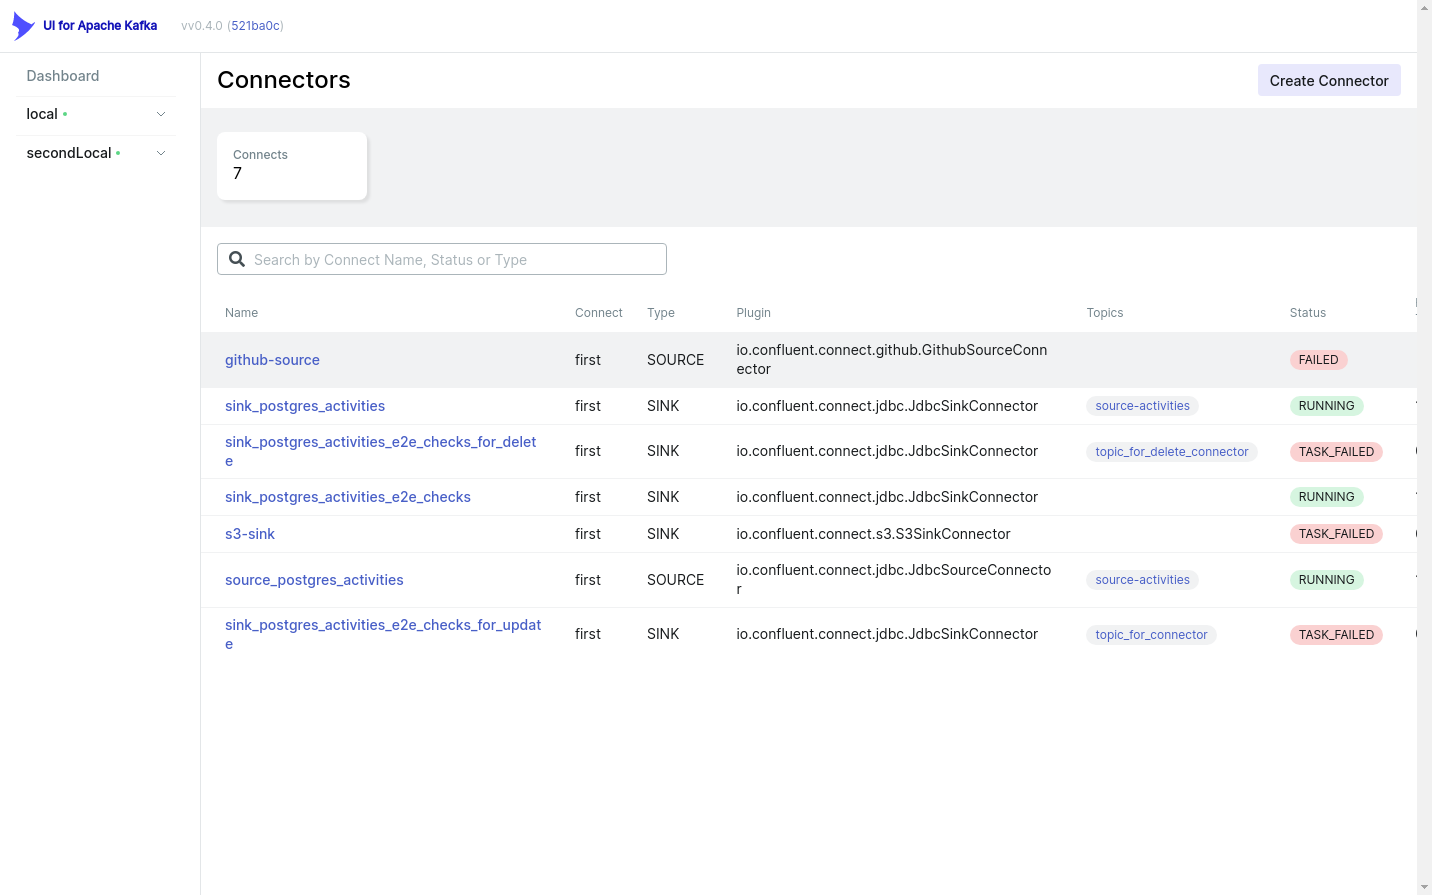 UI for Apache Kafka vv0.4.0 (521ba0c)
Dashboard
local
secondLocal
Connectors
Create Connector
Connects
7
Search by Connect Name, Status or Type
Name Connect Type Plugin Topics Status
github-source first SOURCE io.confluent.connect.github.GithubSourceConn
ector FAILED
sink_postgres_activities first SINK io.confluent.connect.jdbc.JdbcSinkConnector source-activities RUNNING
sink_postgres_activities_e2e_checks_for_delet
e first SINK io.confluent.connect.jdbc.JdbcSinkConnector topic_for_delete_connector TASK_FAILED
sink_postgres_activities_e2e_checks first SINK io.confluent.connect.jdbc.JdbcSinkConnector RUNNING
s3-sink first SINK io.confluent.connect.s3.S3SinkConnector TASK_FAILED
source_postgres_activities first SOURCE io.confluent.connect.jdbc.JdbcSourceConnecto
r source-activities RUNNING
sink_postgres_activities_e2e_checks_for_updat
e first SINK io.confluent.connect.jdbc.JdbcSinkConnector topic_for_connector TASK_FAILED